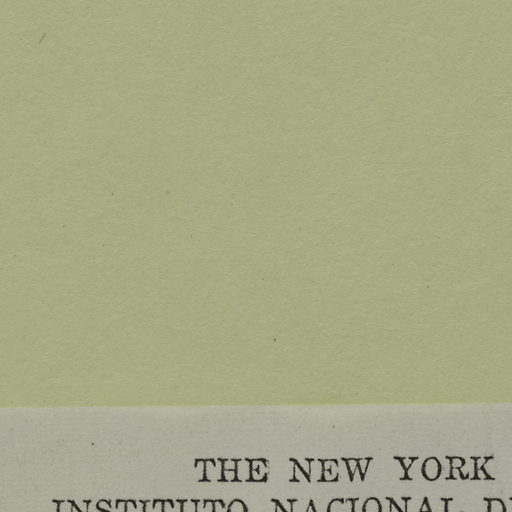 THE NEW YORK
INSTITUTO NACIONAL